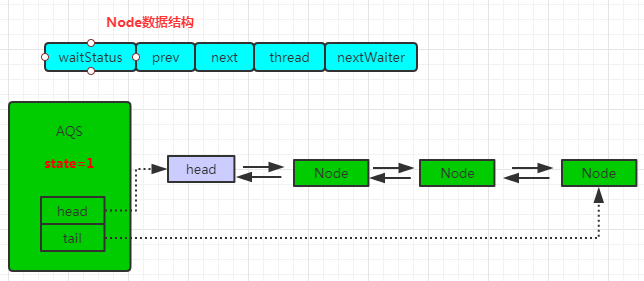 Node数据结构
waitStatus prev next thread nextWaiter
AQS
state=1
head
tail
head
Node
Node
Node